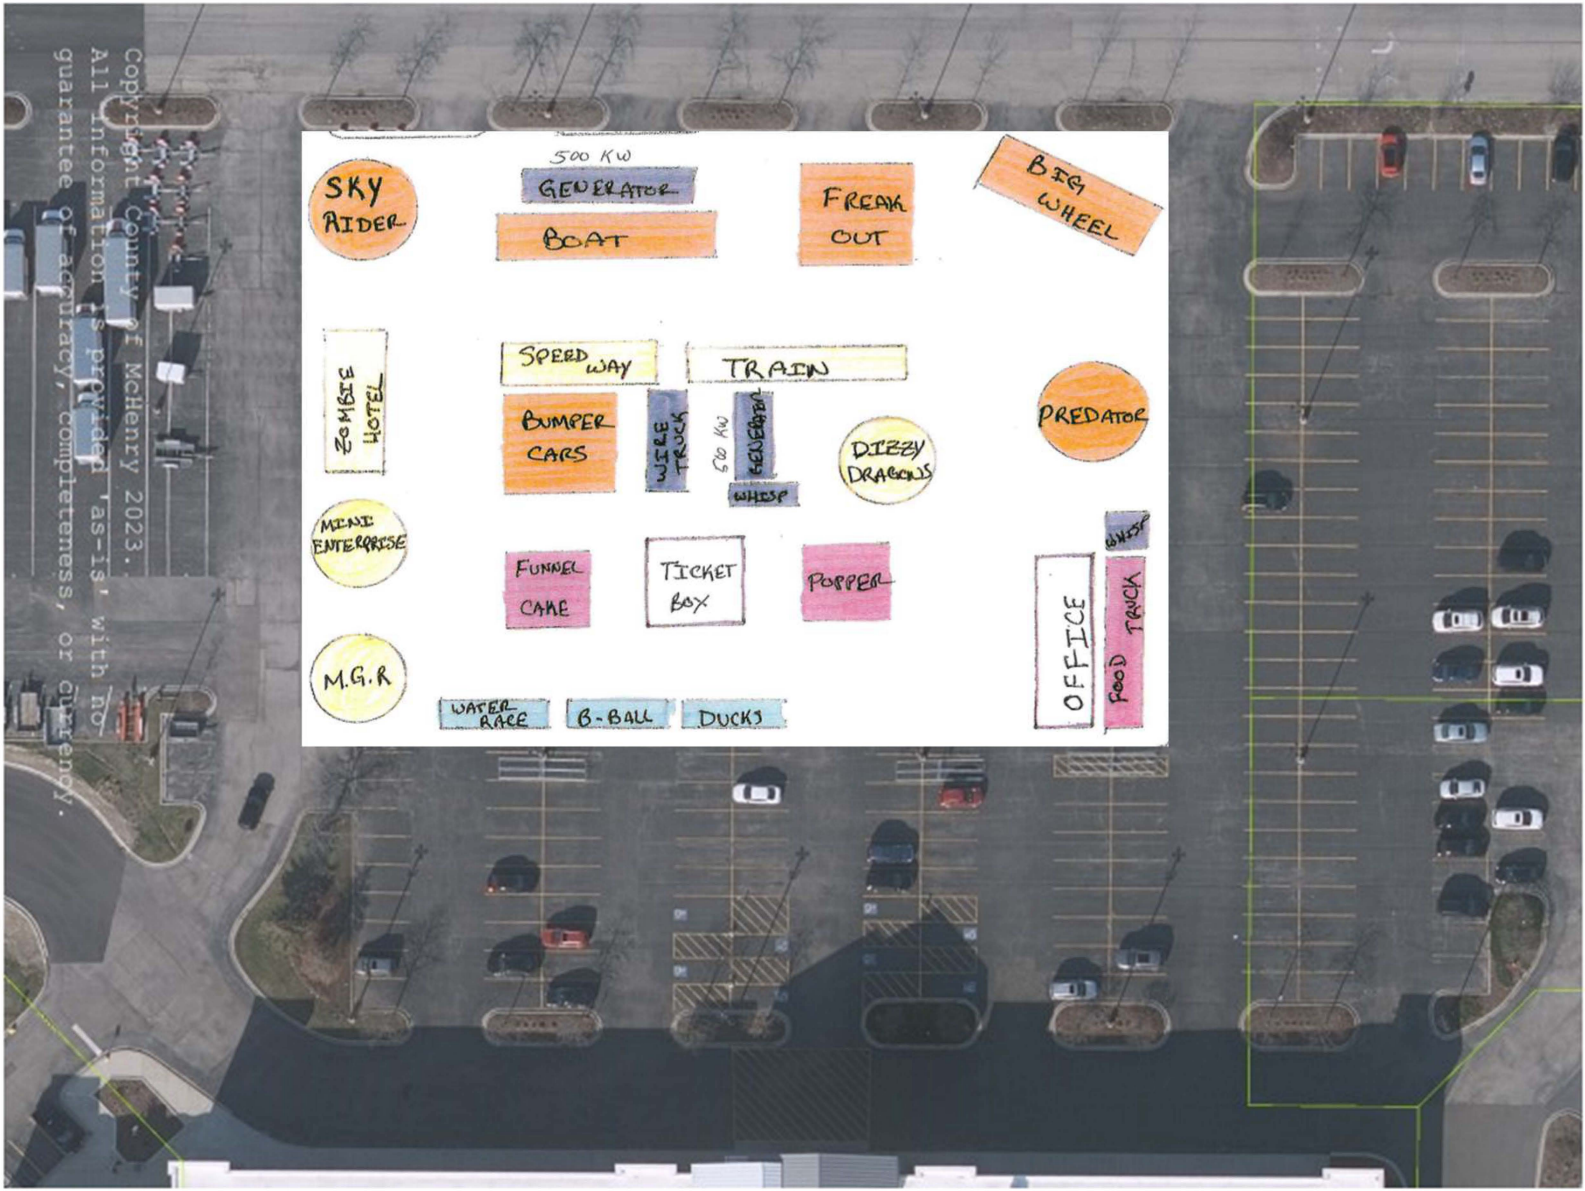 Copyright County of McHenry 2023.
All information is provided 'as-is' with no
guarantee of accuracy, completeness, or currency.
SKY
RIDER
500 KW
GENERATOR
BOAT
FREAK
OUT
BIG
WHEEL
ZOMBIE
HOTEL
SPEED
WAY
TRAIN
BUMPER
CARS
WIRE
TRUCK
500 KW
GENERATOR
WHISP
DIZZY
DRAGONS
PREDATOR
MINI
ENTERPRISE
FUNNEL
CAKE
TICKET
BOX
POPPER
WHISP
OFFICE
FOOD TRUCK
M.G.R
WATER
RACE
B-BALL
DUCKS